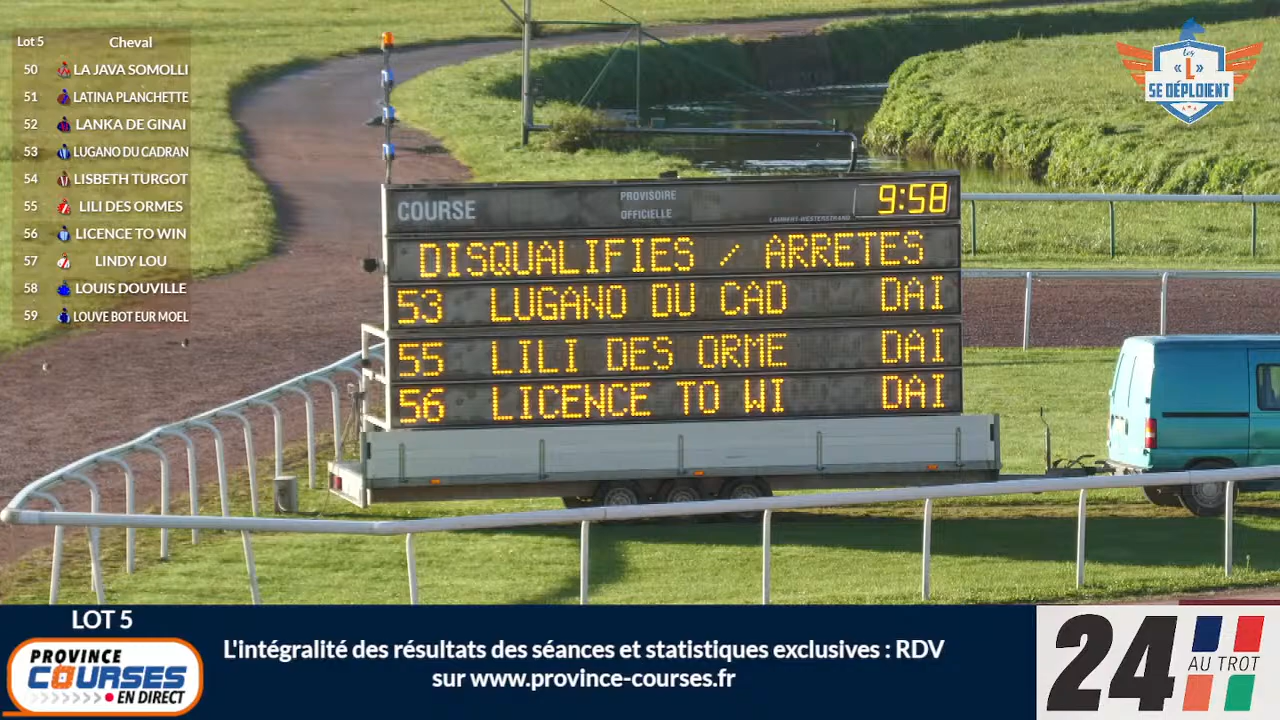 Lot 5 Cheval
50 LA JAVA SOMOLLI
51 LATINA PLANCHETTE
52 LANKA DE GINAI
53 LUGANO DU CADRAN
54 LISBETH TURGOT
55 LILI DES ORMES
56 LICENCE TO WIN
57 LINDY LOU
58 LOUIS DOUVILLE
59 LOUVE BOT EUR MOEL
les
« L »
SE DÉPLOIENT
COURSE PROVISOIRE 9:58
OFFICIELLE LAURENT-WESTERSTRAND
DISQUALIFIES / ARRETES
53 LUGANO DU CAD DAI
55 LILI DES ORME DAI
56 LICENCE TO WI DAI
LOT 5
PROVINCE
COURSES
EN DIRECT
L'intégralité des résultats des séances et statistiques exclusives : RDV
sur www.province-courses.fr
24
AU TROT